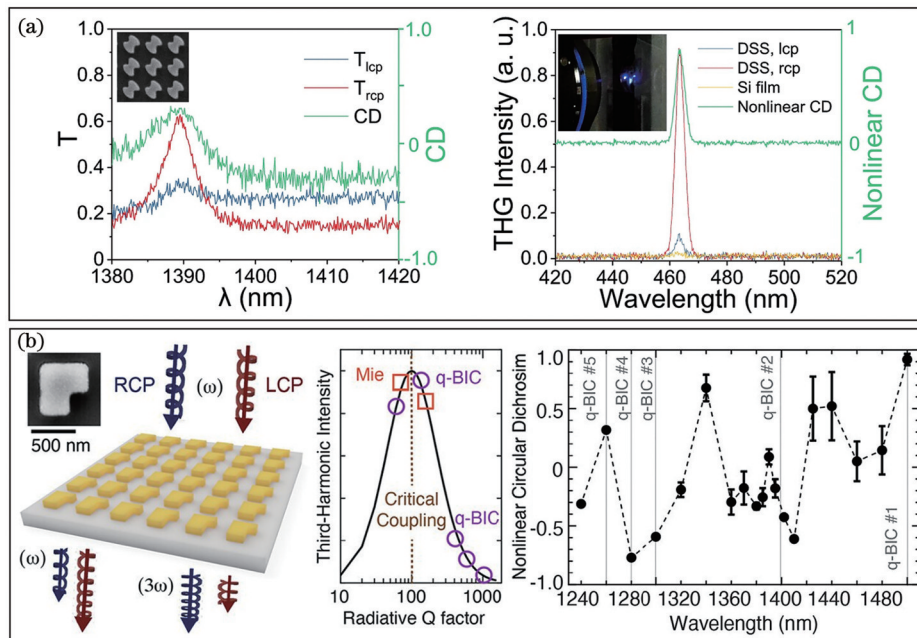 (a)
1
0.8
0.6
0.4
0.2
0.0
T
1380 1390 1400 1410 1420
λ (nm)
T lcp
T rcp
CD
1.0
0
-1.0
CD
1.0
0.8
0.6
0.4
0.2
0.0
THG Intensity (a. u.)
420 440 460 480 500 520
Wavelength (nm)
DSS, lcp
DSS, rcp
Si film
Nonlinear CD
1
0
-1
Nonlinear CD
(b)
500 nm
RCP
(ω)
LCP
(ω)
(3ω)
Third-Harmonic Intensity
Mie
q-BIC
Critical
Coupling
q-BIC
10 100 1000
Radiative Q factor
Nonlinear Circular Dichrosim
1.0
0.5
0.0
-0.5
-1.0
q-BIC #5
q-BIC #4
q-BIC #3
q-BIC #2
q-BIC #1
1240 1280 1320 1360 1400 1440 1480
Wavelength (nm)